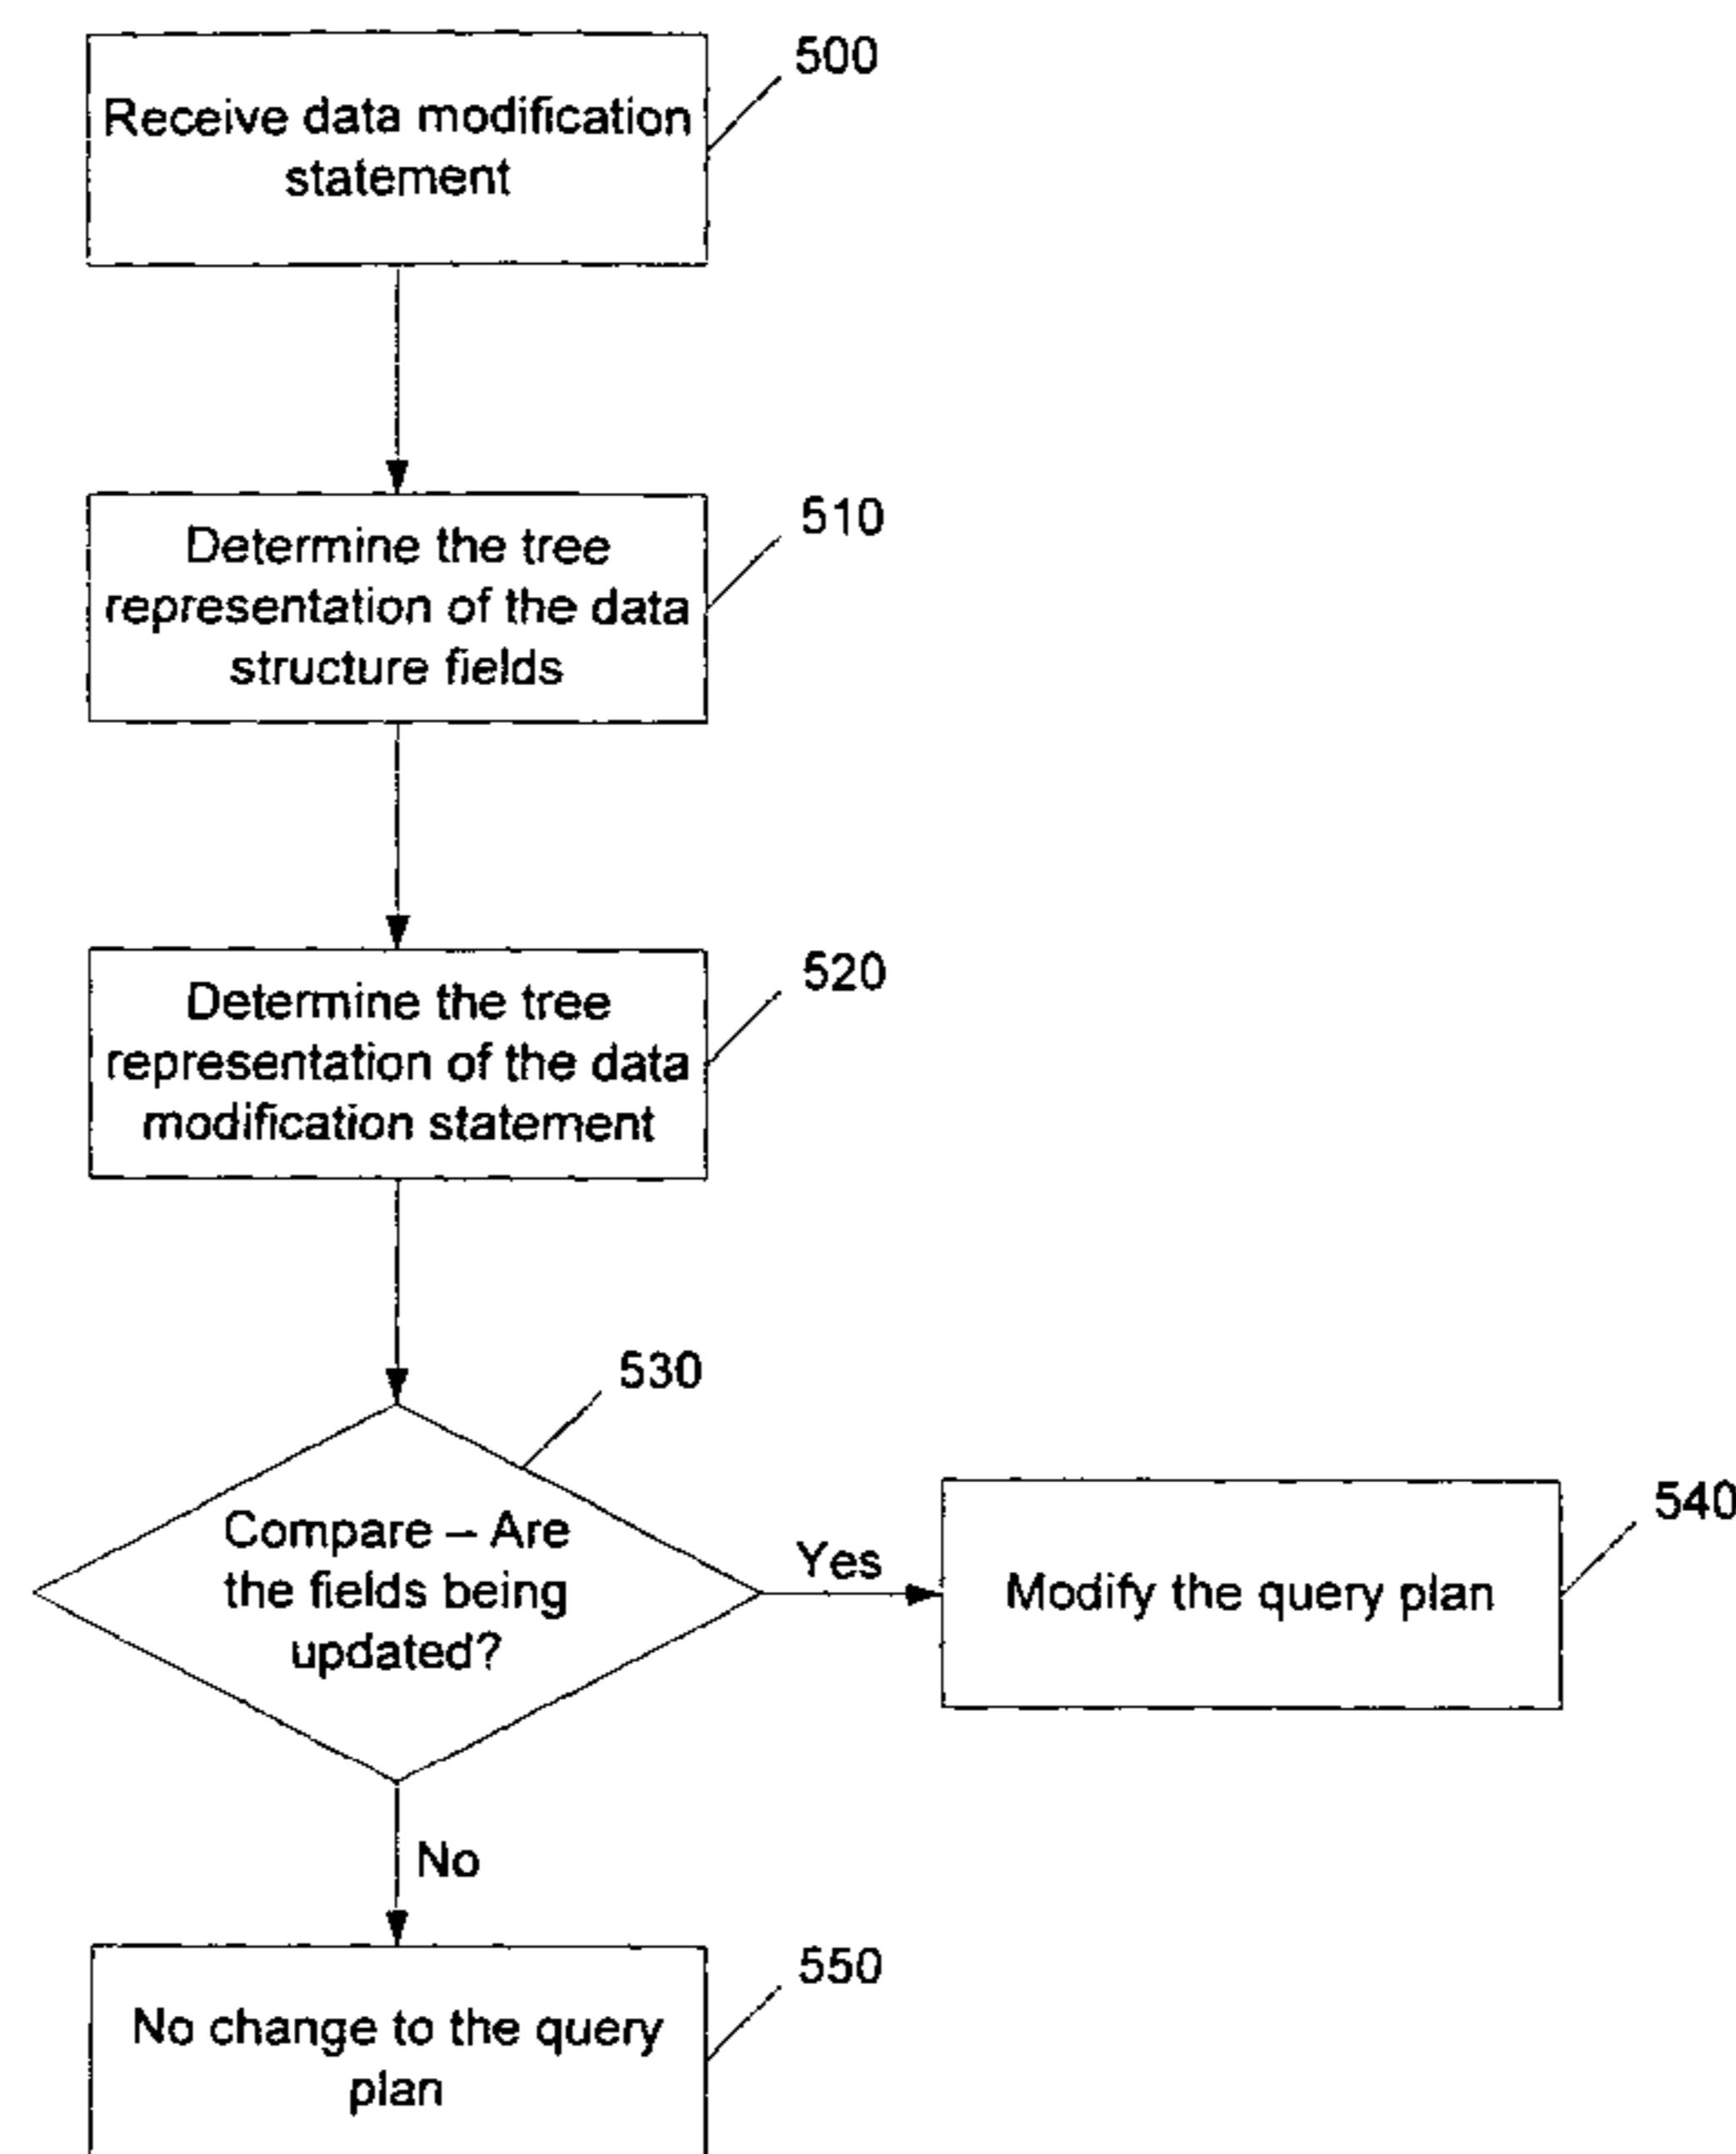 500
Receive data modification
statement
510
Determine the tree
representation of the data
structure fields
520
Determine the tree
representation of the data
modification statement
530
Compare – Are
the fields being
updated?
Yes
540
Modify the query plan
No
550
No change to the query
plan